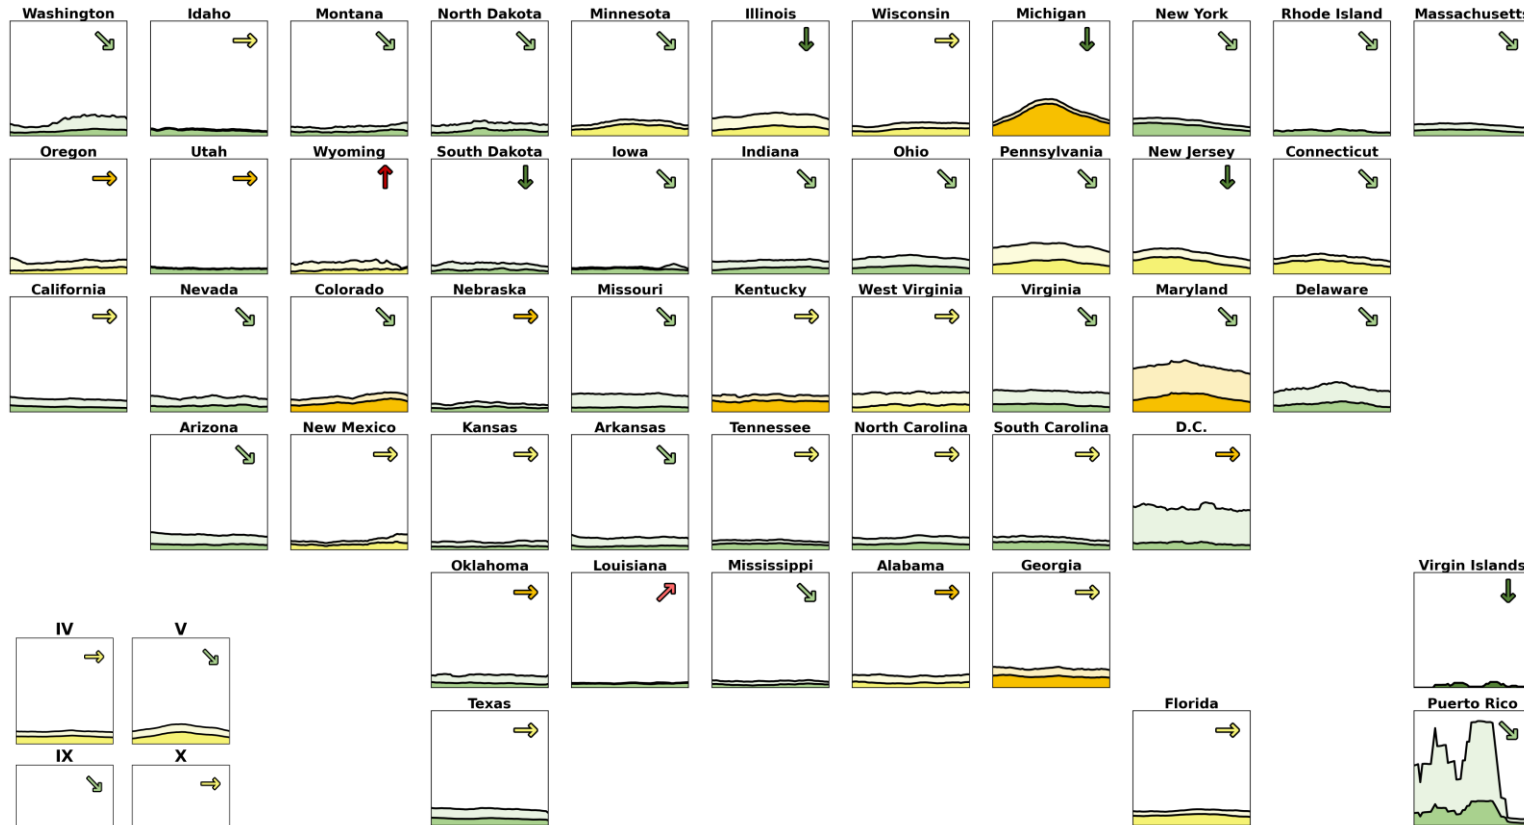 Washington Idaho Montana North Dakota Minnesota Illinois Wisconsin Michigan New York Rhode Island Massachusetts
Oregon Utah Wyoming South Dakota Iowa Indiana Ohio Pennsylvania New Jersey Connecticut
California Nevada Colorado Nebraska Missouri Kentucky West Virginia Virginia Maryland Delaware
Arizona New Mexico Kansas Arkansas Tennessee North Carolina South Carolina D.C.
Oklahoma Louisiana Mississippi Alabama Georgia Virgin Islands
IV V
Texas Florida Puerto Rico
IX X